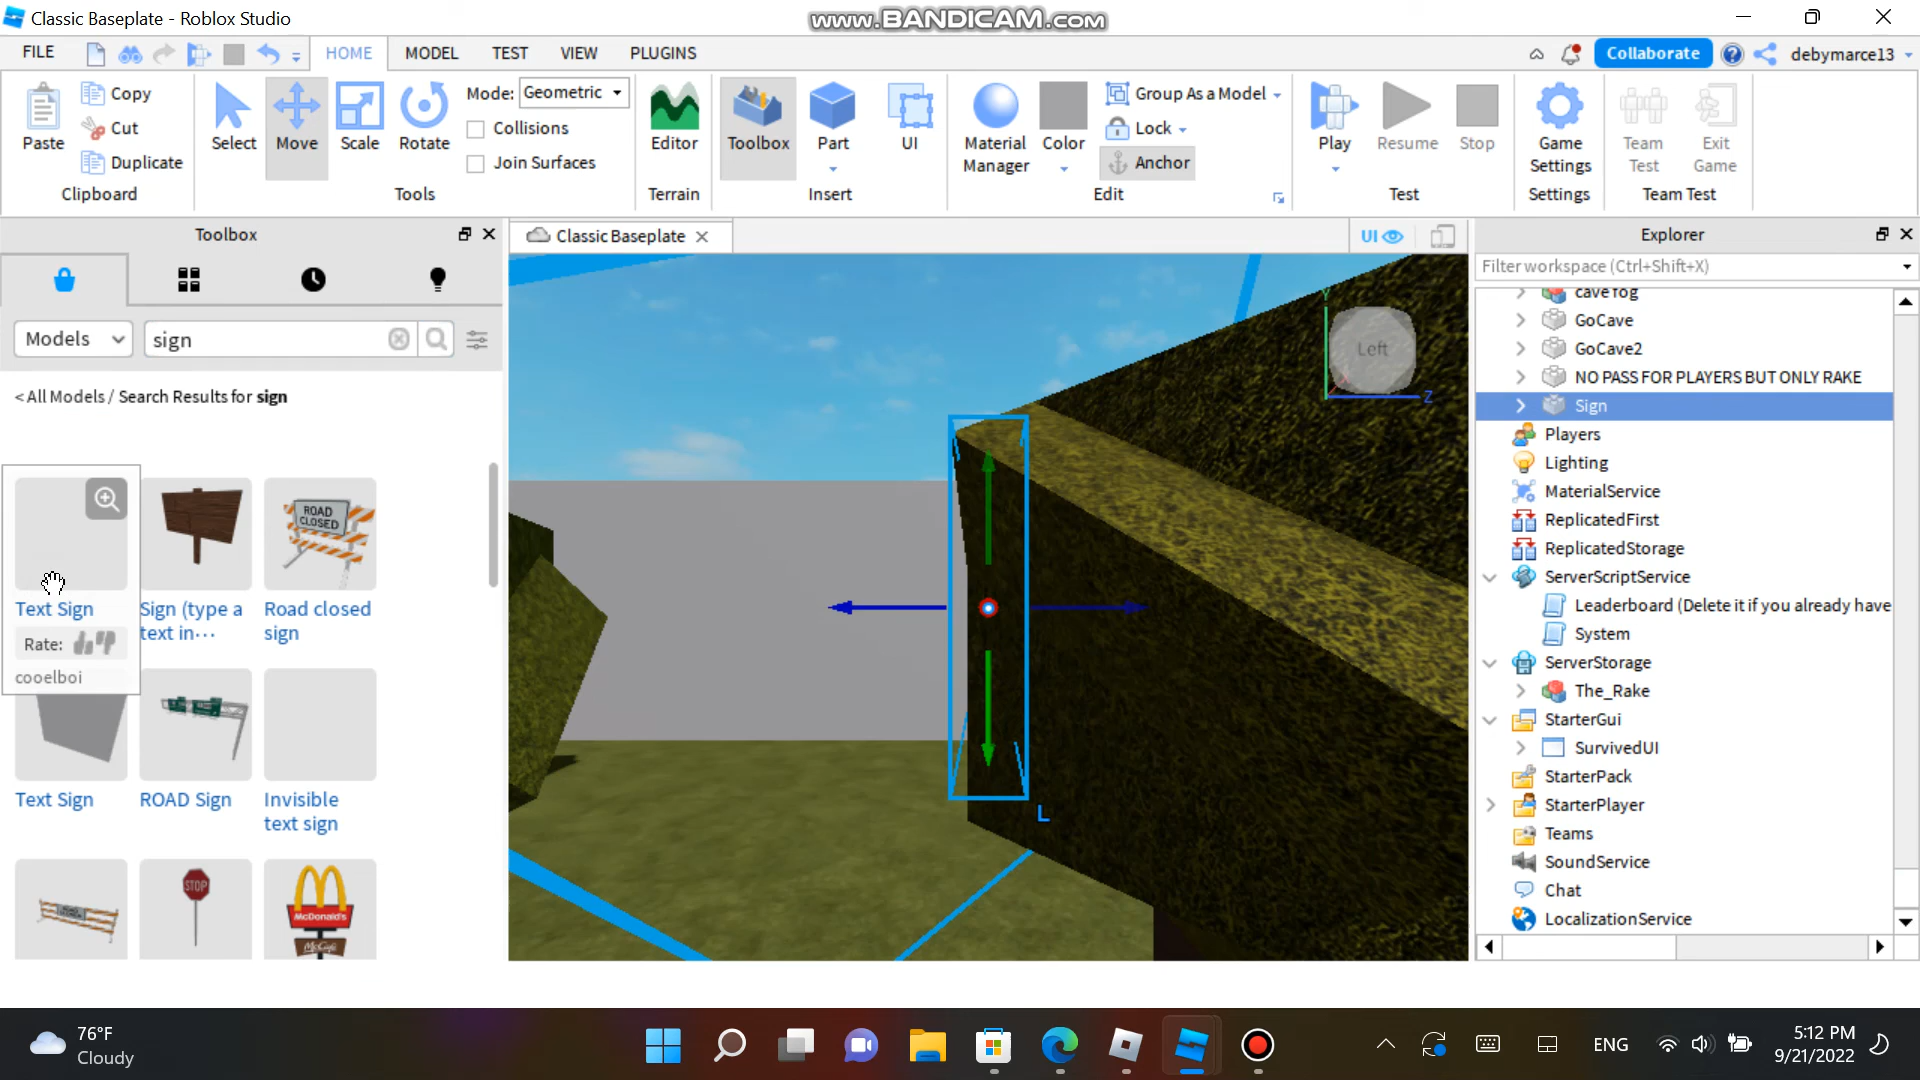 Classic Baseplate - Roblox Studio
www.BANDICAM.com
FILE
HOME
MODEL
TEST
VIEW
PLUGINS
Collaborate
debymarce13
Paste
Copy
Cut
Duplicate
Clipboard
Select
Move
Scale
Rotate
Mode: Geometric
Collisions
Join Surfaces
Tools
Editor
Terrain
Toolbox
Part
UI
Insert
Material
Manager
Color
Group As a Model
Lock
Anchor
Edit
Play
Resume
Stop
Test
Game
Settings
Settings
Team
Test
Exit
Game
Team Test
Toolbox
Models
sign
< All Models / Search Results for sign
Text Sign
Rate:
cooelboi
Sign (type a
text in...
ROAD
CLOSED
Road closed
sign
Text Sign
ROAD Sign
Invisible
text sign
STOP
McDonald's
McCafé
Classic Baseplate
UI
Left
Y
Z
L
Explorer
Filter workspace (Ctrl+Shift+X)
cave fog
GoCave
GoCave2
NO PASS FOR PLAYERS BUT ONLY RAKE
Sign
Players
Lighting
MaterialService
ReplicatedFirst
ReplicatedStorage
ServerScriptService
Leaderboard (Delete it if you already have
System
ServerStorage
The_Rake
StarterGui
SurvivedUI
StarterPack
StarterPlayer
Teams
SoundService
Chat
LocalizationService
76°F
Cloudy
ENG
5:12 PM
9/21/2022